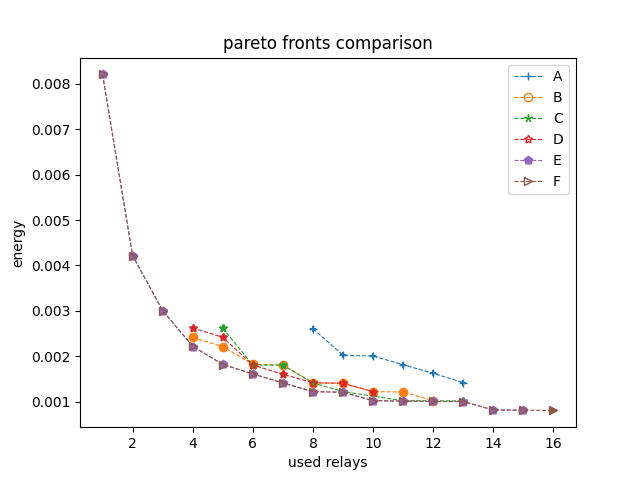 pareto fronts comparison
A
B
C
D
E
F
0.008
0.007
0.006
0.005
0.004
0.003
0.002
0.001
energy
2 4 6 8 10 12 14 16
used relays